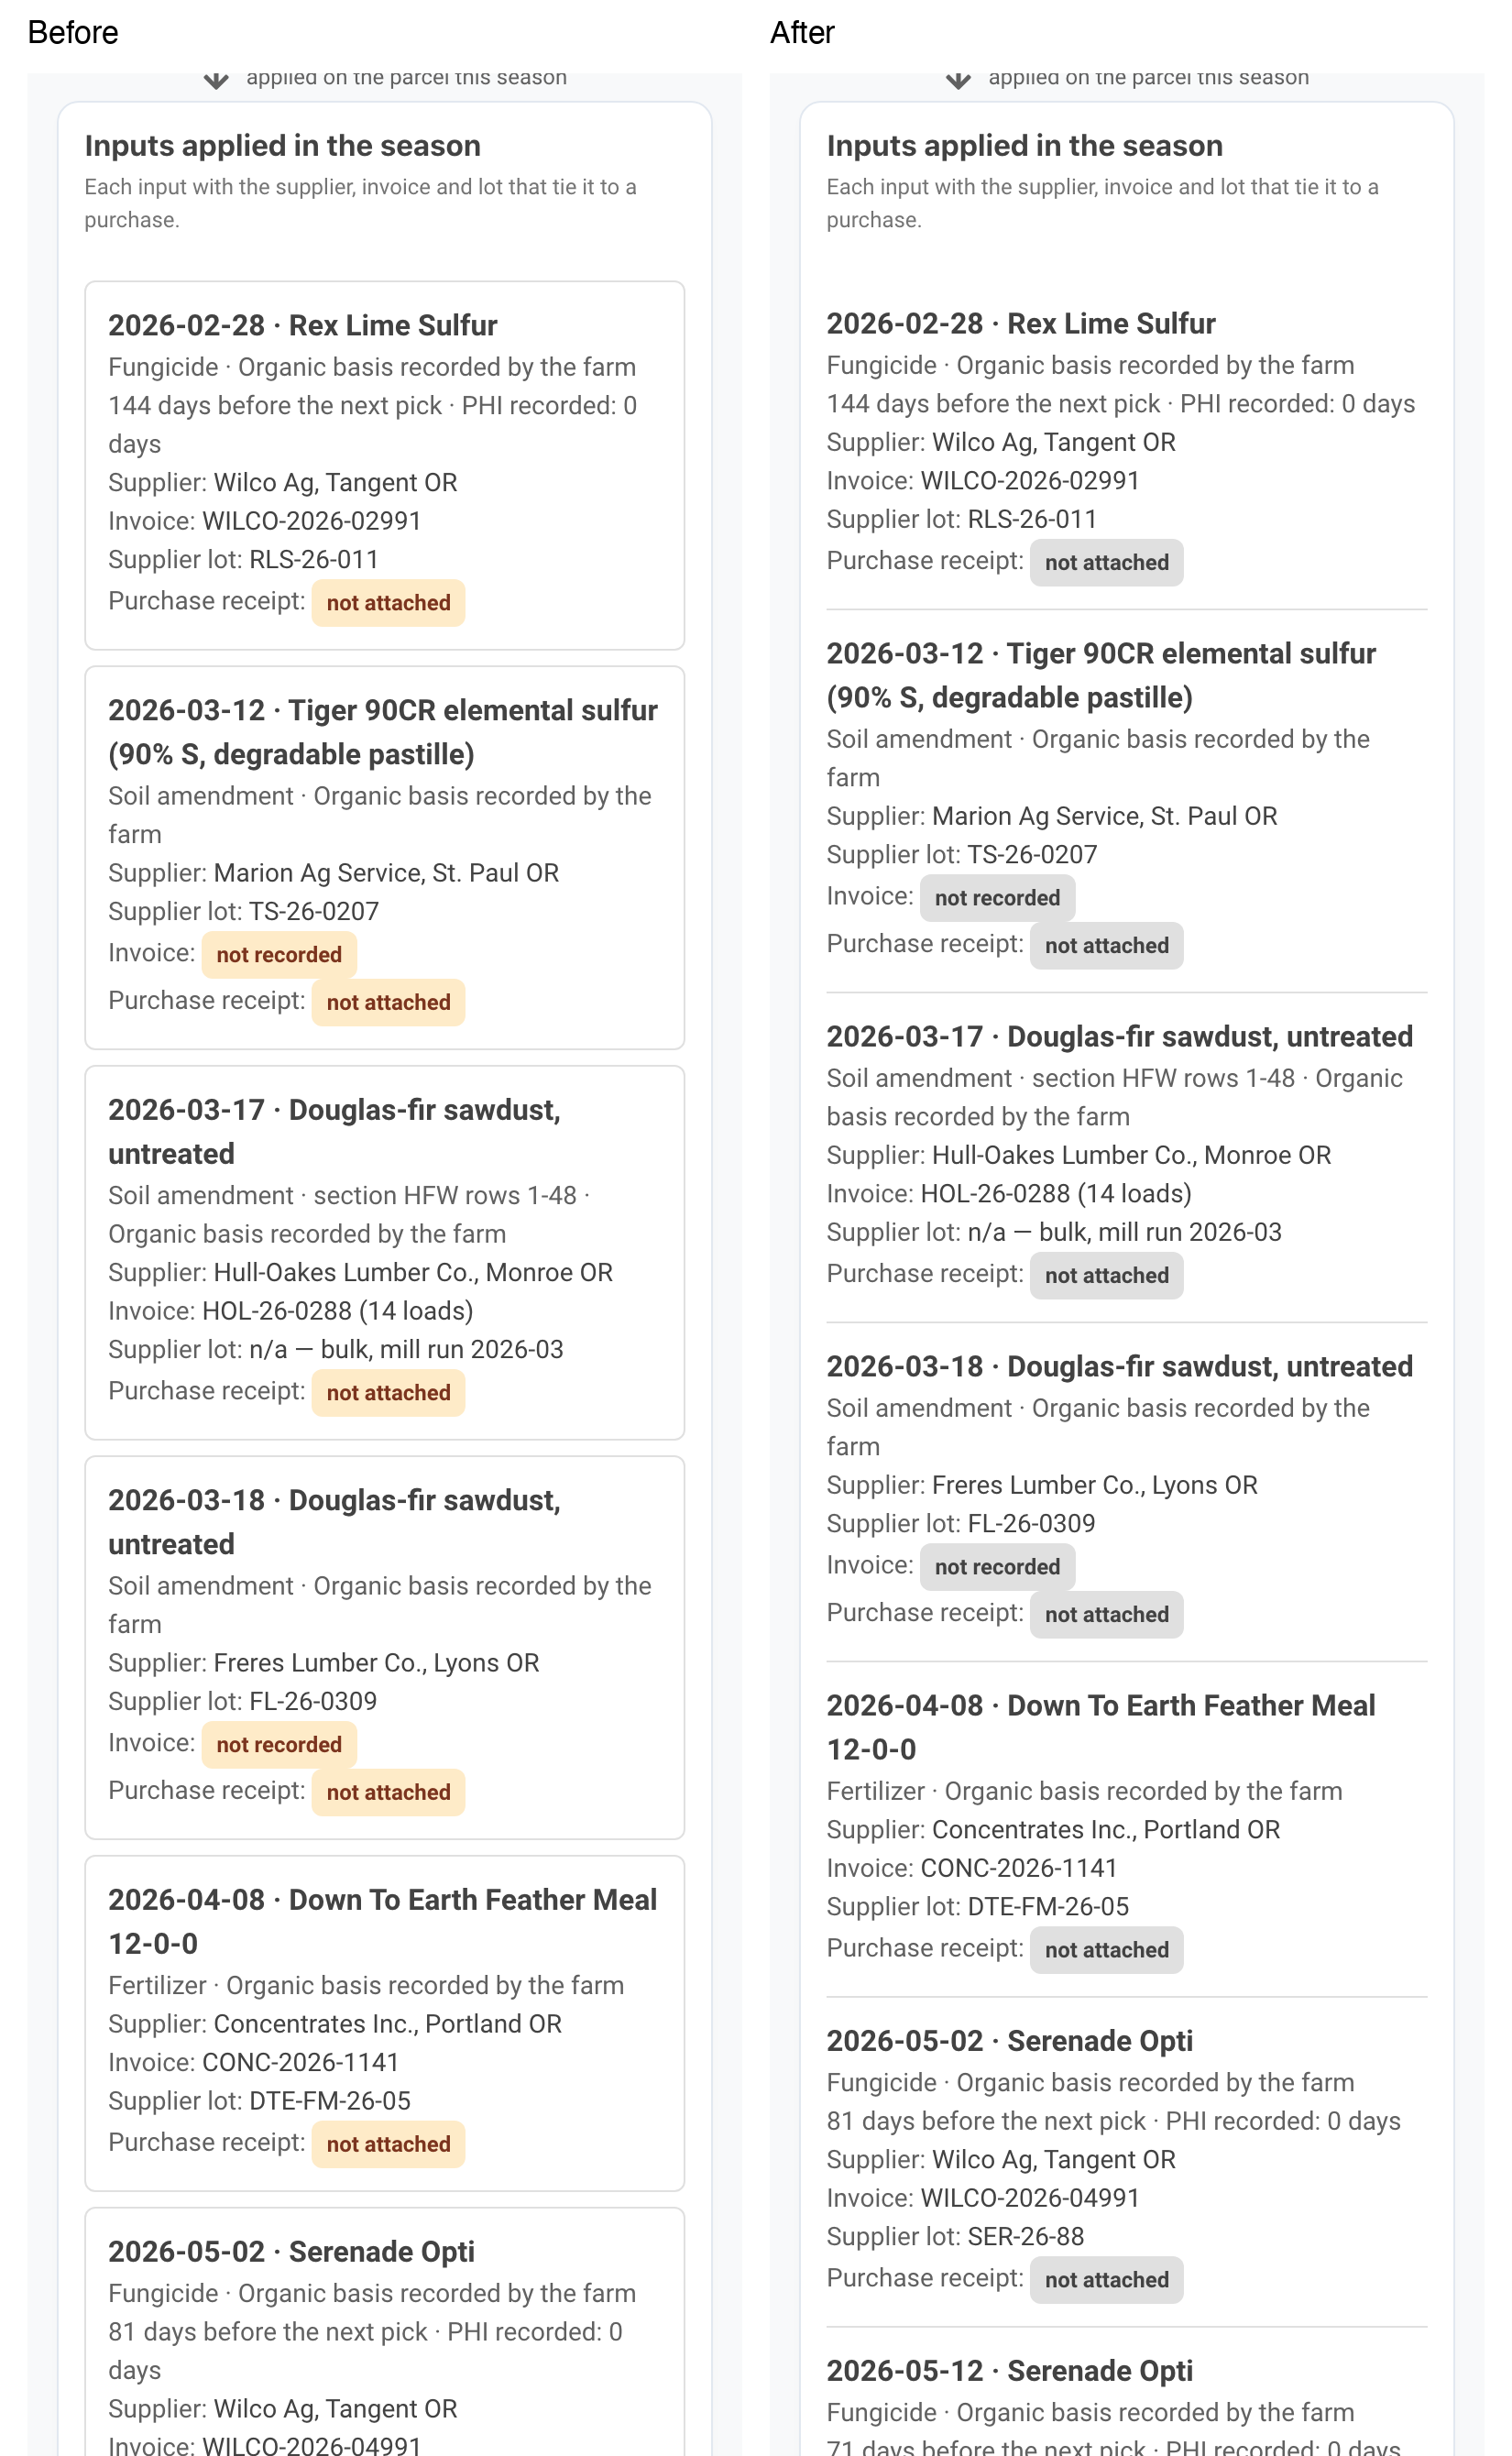 Before
applied on the parcel this season
Inputs applied in the season
Each input with the supplier, invoice and lot that tie it to a
purchase.
2026-02-28 · Rex Lime Sulfur
Fungicide · Organic basis recorded by the farm
144 days before the next pick · PHI recorded: 0
days
Supplier: Wilco Ag, Tangent OR
Invoice: WILCO-2026-02991
Supplier lot: RLS-26-011
Purchase receipt: not attached
2026-03-12 · Tiger 90CR elemental sulfur
(90% S, degradable pastille)
Soil amendment · Organic basis recorded by the
farm
Supplier: Marion Ag Service, St. Paul OR
Supplier lot: TS-26-0207
Invoice: not recorded
Purchase receipt: not attached
2026-03-17 · Douglas-fir sawdust,
untreated
Soil amendment · section HFW rows 1-48 ·
Organic basis recorded by the farm
Supplier: Hull-Oakes Lumber Co., Monroe OR
Invoice: HOL-26-0288 (14 loads)
Supplier lot: n/a — bulk, mill run 2026-03
Purchase receipt: not attached
2026-03-18 · Douglas-fir sawdust,
untreated
Soil amendment · Organic basis recorded by the
farm
Supplier: Freres Lumber Co., Lyons OR
Supplier lot: FL-26-0309
Invoice: not recorded
Purchase receipt: not attached
2026-04-08 · Down To Earth Feather Meal
12-0-0
Fertilizer · Organic basis recorded by the farm
Supplier: Concentrates Inc., Portland OR
Invoice: CONC-2026-1141
Supplier lot: DTE-FM-26-05
Purchase receipt: not attached
2026-05-02 · Serenade Opti
Fungicide · Organic basis recorded by the farm
81 days before the next pick · PHI recorded: 0
days
Supplier: Wilco Ag, Tangent OR
Invoice: WILCO-2026-04991
After
applied on the parcel this season
Inputs applied in the season
Each input with the supplier, invoice and lot that tie it to a
purchase.
2026-02-28 · Rex Lime Sulfur
Fungicide · Organic basis recorded by the farm
144 days before the next pick · PHI recorded: 0 days
Supplier: Wilco Ag, Tangent OR
Invoice: WILCO-2026-02991
Supplier lot: RLS-26-011
Purchase receipt: not attached
2026-03-12 · Tiger 90CR elemental sulfur
(90% S, degradable pastille)
Soil amendment · Organic basis recorded by the
farm
Supplier: Marion Ag Service, St. Paul OR
Supplier lot: TS-26-0207
Invoice: not recorded
Purchase receipt: not attached
2026-03-17 · Douglas-fir sawdust, untreated
Soil amendment · section HFW rows 1-48 · Organic
basis recorded by the farm
Supplier: Hull-Oakes Lumber Co., Monroe OR
Invoice: HOL-26-0288 (14 loads)
Supplier lot: n/a — bulk, mill run 2026-03
Purchase receipt: not attached
2026-03-18 · Douglas-fir sawdust, untreated
Soil amendment · Organic basis recorded by the
farm
Supplier: Freres Lumber Co., Lyons OR
Supplier lot: FL-26-0309
Invoice: not recorded
Purchase receipt: not attached
2026-04-08 · Down To Earth Feather Meal
12-0-0
Fertilizer · Organic basis recorded by the farm
Supplier: Concentrates Inc., Portland OR
Invoice: CONC-2026-1141
Supplier lot: DTE-FM-26-05
Purchase receipt: not attached
2026-05-02 · Serenade Opti
Fungicide · Organic basis recorded by the farm
81 days before the next pick · PHI recorded: 0 days
Supplier: Wilco Ag, Tangent OR
Invoice: WILCO-2026-04991
Supplier lot: SER-26-88
Purchase receipt: not attached
2026-05-12 · Serenade Opti
Fungicide · Organic basis recorded by the farm
71 days before the next pick · PHI recorded: 0 days